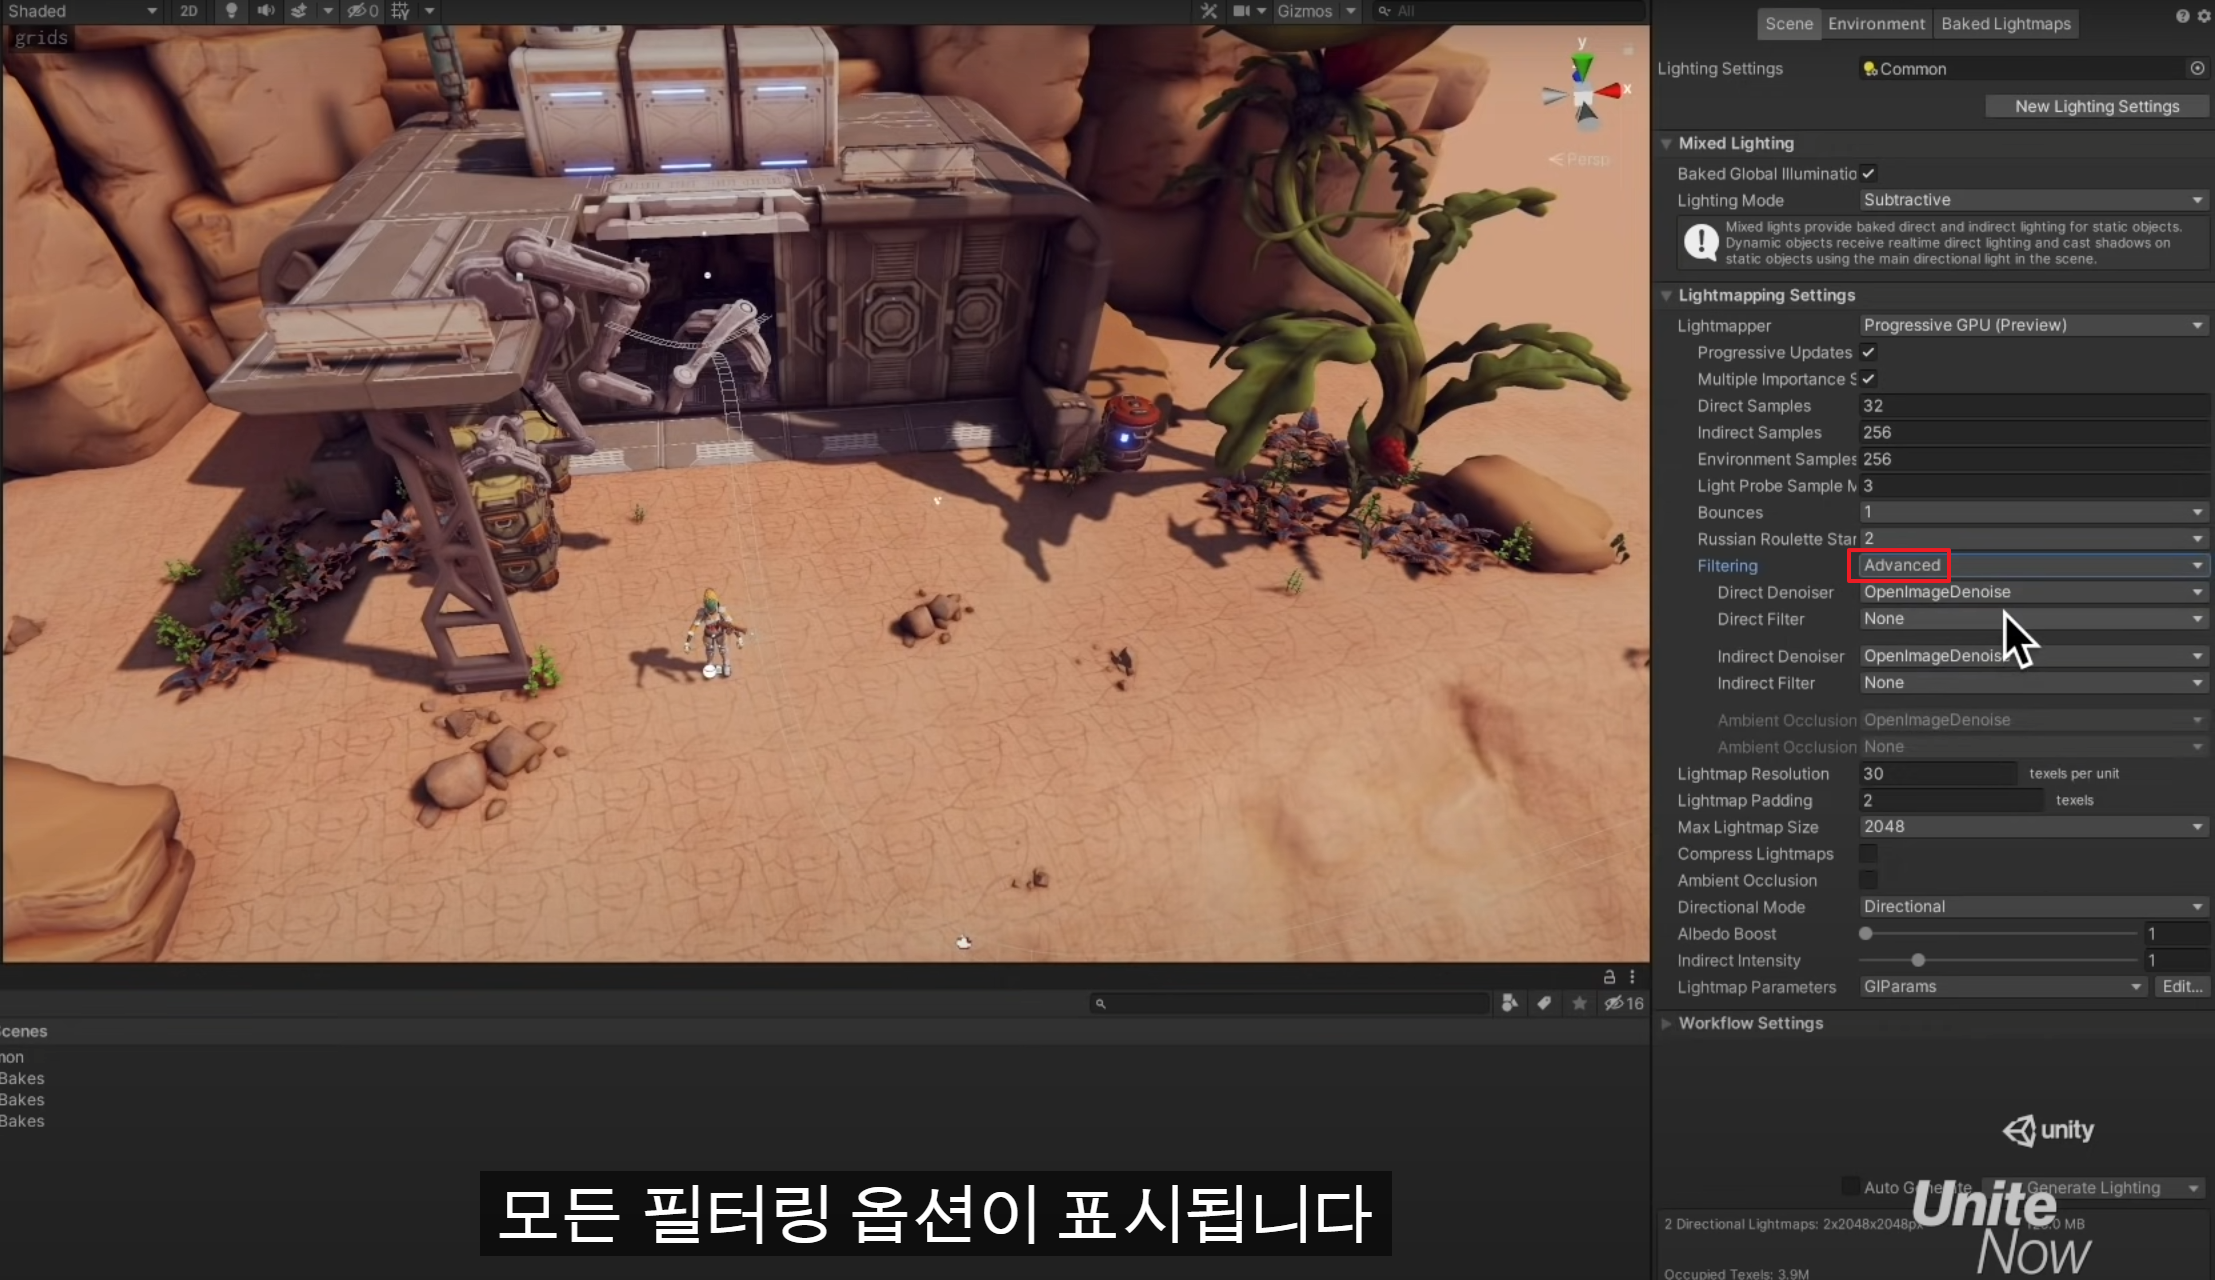 Shaded
2D
0
Gizmos
All
grids
y
x
Persp
Scene
Environment
Baked Lightmaps
Lighting Settings
Common
New Lighting Settings
Mixed Lighting
Baked Global Illuminatio
Lighting Mode
Subtractive
Mixed lights provide baked direct and indirect lighting for static objects.
Dynamic objects receive realtime direct lighting and cast shadows on
static objects using the main directional light in the scene.
Lightmapping Settings
Lightmapper
Progressive GPU (Preview)
Progressive Updates
Multiple Importance S
Direct Samples
32
Indirect Samples
256
Environment Samples
256
Light Probe Sample M
3
Bounces
1
Russian Roulette Star
2
Filtering
Advanced
Direct Denoiser
OpenImageDenoise
Direct Filter
None
Indirect Denoiser
OpenImageDenoise
Indirect Filter
None
Ambient Occlusion
OpenImageDenoise
Ambient Occlusion
None
Lightmap Resolution
30
texels per unit
Lightmap Padding
2
texels
Max Lightmap Size
2048
Compress Lightmaps
Ambient Occlusion
Directional Mode
Directional
Albedo Boost
1
Indirect Intensity
1
Lightmap Parameters
GIParams
Edit...
Workflow Settings
16
cenes
mon
Bakes
Bakes
Bakes
unity
Auto Generate
Generate Lighting
Unite
Now
2 Directional Lightmaps: 2x2048x2048px
Occupied Texels: 3.9M
모든 필터링 옵션이 표시됩니다